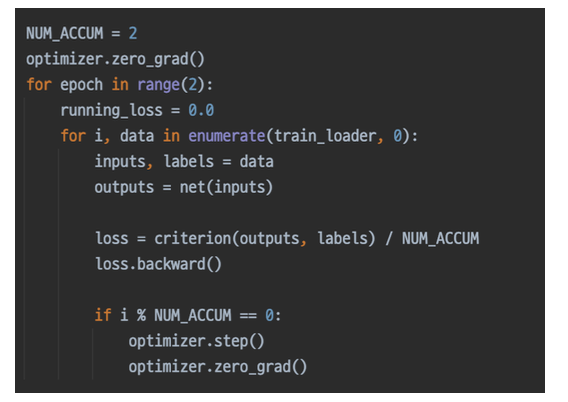 NUM_ACCUM = 2
optimizer.zero_grad()
for epoch in range(2):
    running_loss = 0.0
    for i, data in enumerate(train_loader, 0):
        inputs, labels = data
        outputs = net(inputs)

        loss = criterion(outputs, labels) / NUM_ACCUM
        loss.backward()

        if i % NUM_ACCUM == 0:
            optimizer.step()
            optimizer.zero_grad()